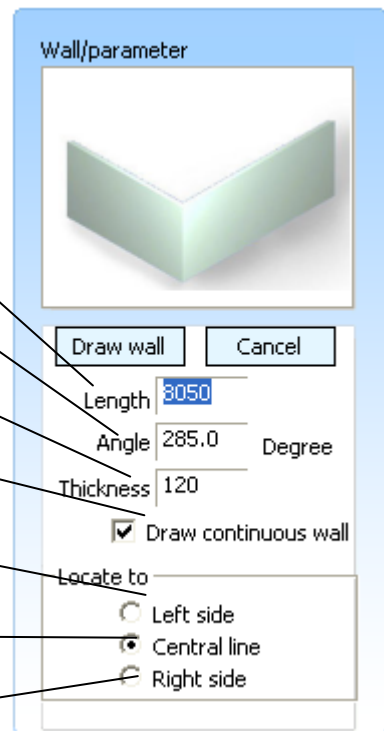 Wall/parameter
Draw wall Cancel
Length 8050
Angle 285.0 Degree
Thickness 120
Draw continuous wall
Locate to
Left side
Central line
Right side